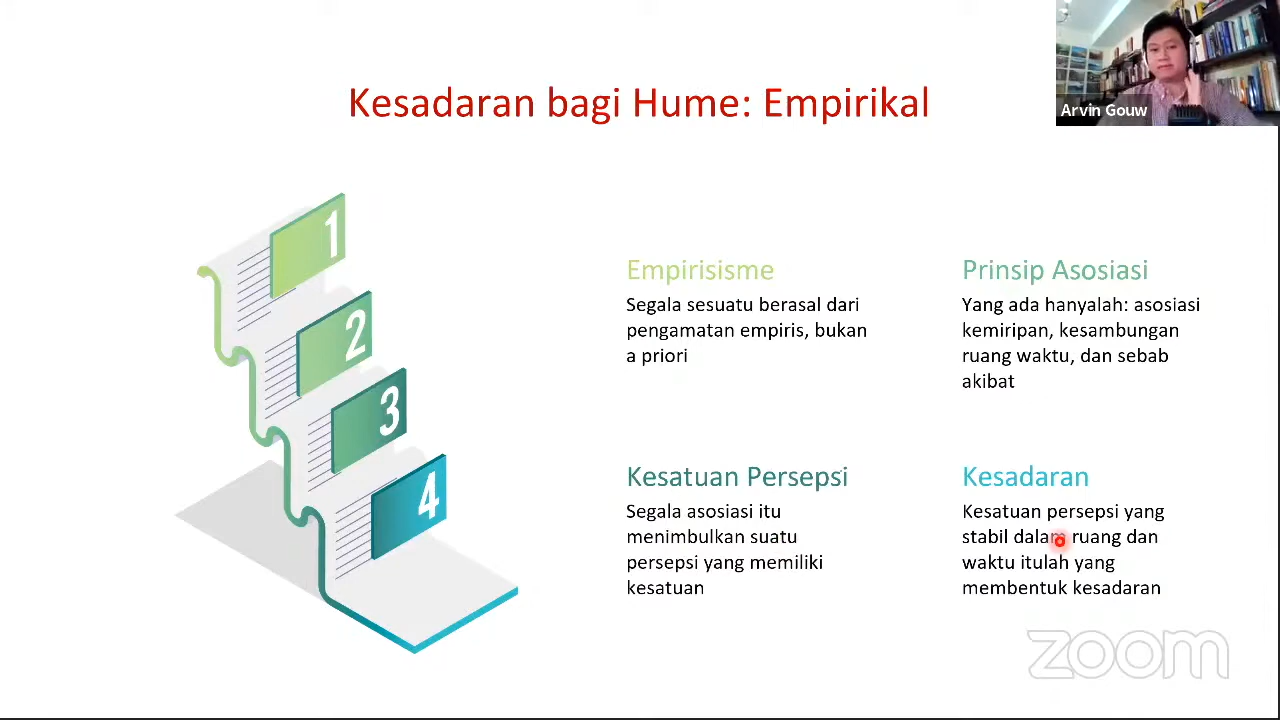 Kesadaran bagi Hume: Empirikal
Arvin Gouw
1
2
3
4
Empirisisme
Segala sesuatu berasal dari
pengamatan empiris, bukan
a priori
Prinsip Asosiasi
Yang ada hanyalah: asosiasi
kemiripan, kesambungan
ruang waktu, dan sebab
akibat
Kesatuan Persepsi
Segala asosiasi itu
menimbulkan suatu
persepsi yang memiliki
kesatuan
Kesadaran
Kesatuan persepsi yang
stabil dalam ruang dan
waktu itulah yang
membentuk kesadaran
zoom